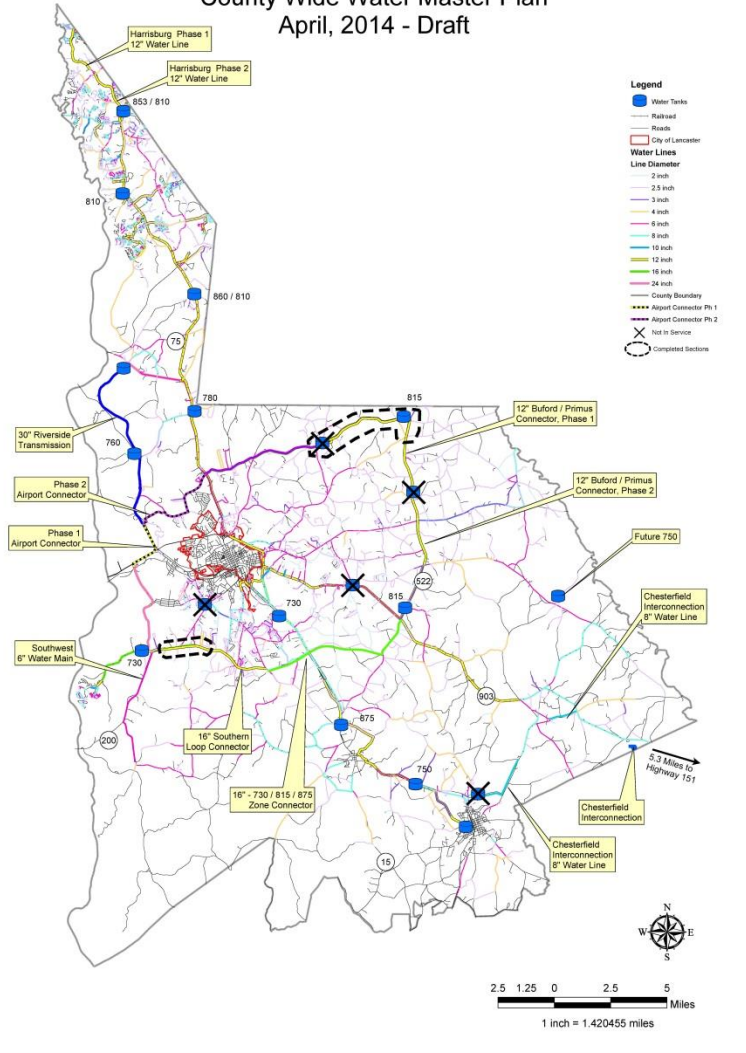 County Wide Water Master Plan
April, 2014 - Draft
Harrisburg Phase 1
12" Water Line
Harrisburg Phase 2
12" Water Line
853 / 810
810
860 / 810
75
780
815
30" Riverside
Transmission
760
Phase 2
Airport Connector
Phase 1
Airport Connector
12" Buford / Primus
Connector, Phase 1
12" Buford / Primus
Connector, Phase 2
Future 750
522
815
730
Chesterfield
Interconnection
8" Water Line
Southwest
6" Water Main
730
903
200
16" Southern
Loop Connector
875
16" - 730 / 815 / 875
Zone Connector
750
5.3 Miles to
Highway 151
Chesterfield
Interconnection
Chesterfield
Interconnection
8" Water Line
15
Legend
Water Tanks
Railroad
Roads
City of Lancaster
Water Lines
Line Diameter
2 inch
2.5 inch
3 inch
4 inch
6 inch
8 inch
10 inch
12 inch
16 inch
24 inch
County Boundary
Airport Connector Ph 1
Airport Connector Ph 2
Not In Service
Completed Sections
N
W
E
S
2.5 1.25 0 2.5 5
Miles
1 inch = 1.420455 miles